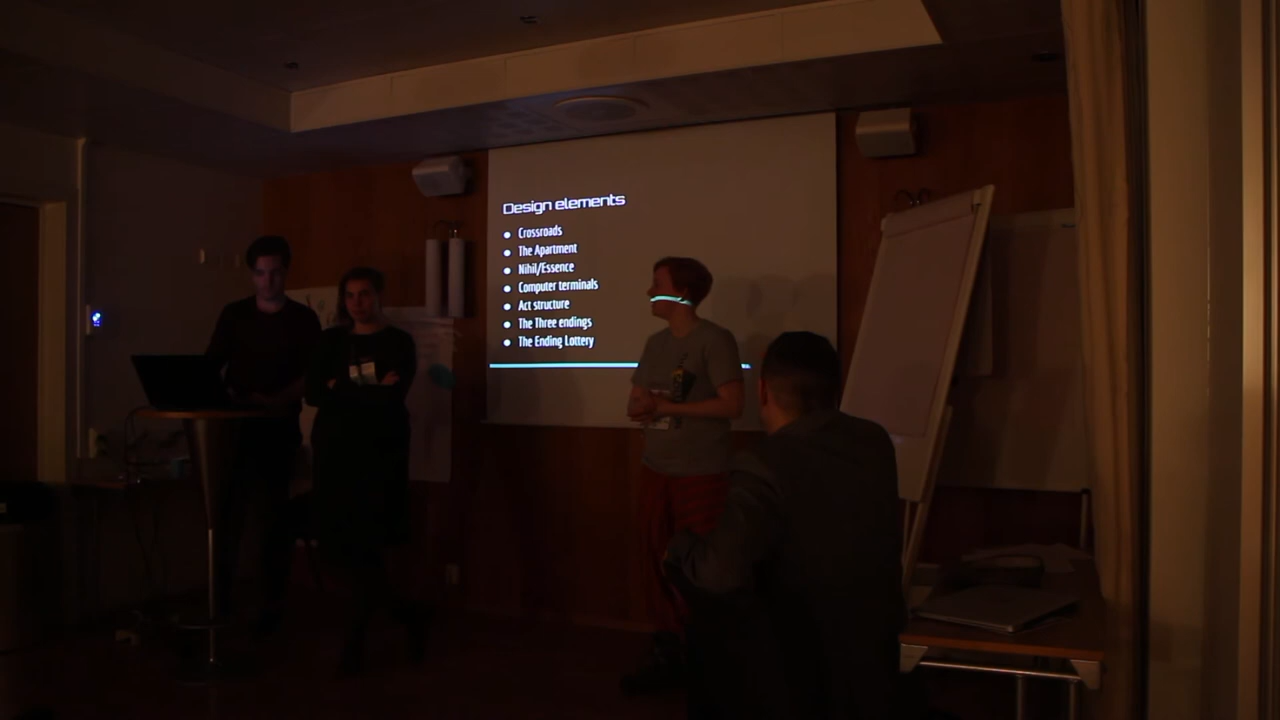 Design elements
Crossroads
The Apartment
Nihil/Essence
Computer terminals
Act structure
The Three endings
The Ending Lottery